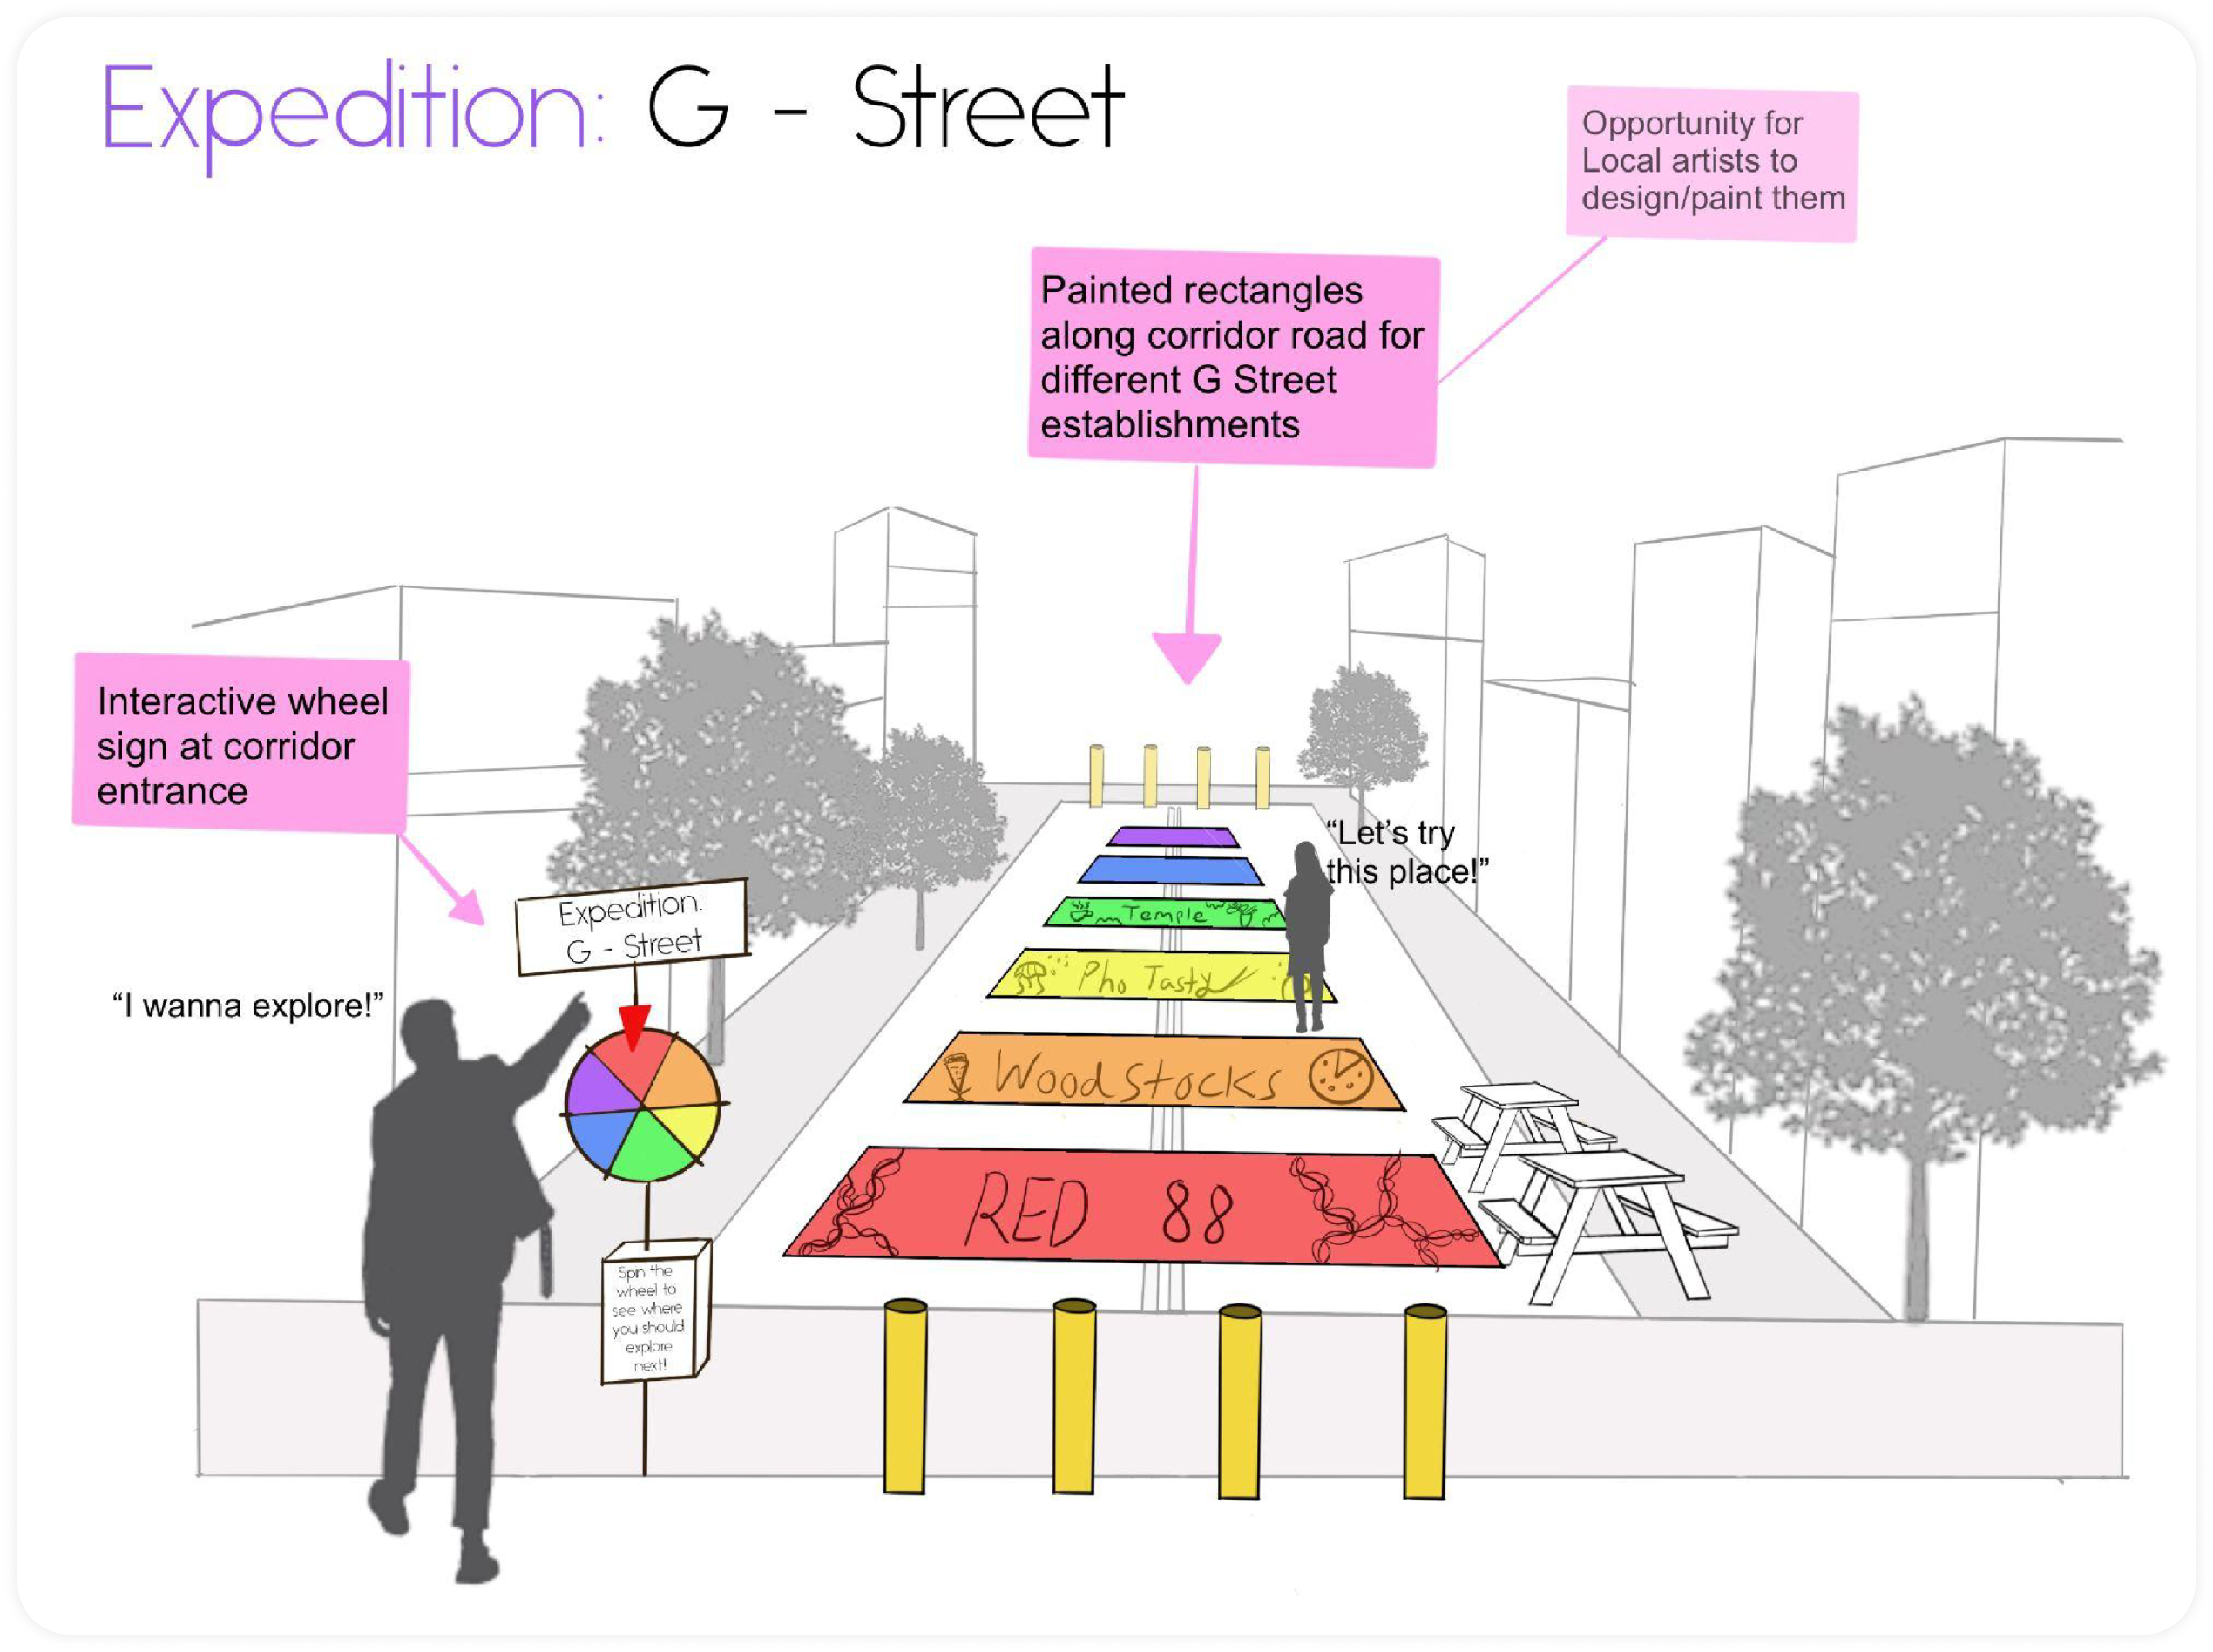 Expedition: G - Street
Opportunity for
Local artists to
design/paint them
Painted rectangles
along corridor road for
different G Street
establishments
Interactive wheel
sign at corridor
entrance
“Let’s try
this place!”
Expedition:
G - Street
“I wanna explore!”
Temple
Pho Tasty
Woodstocks
RED 88
Spin the
wheel to
see where
you should
explore
next!